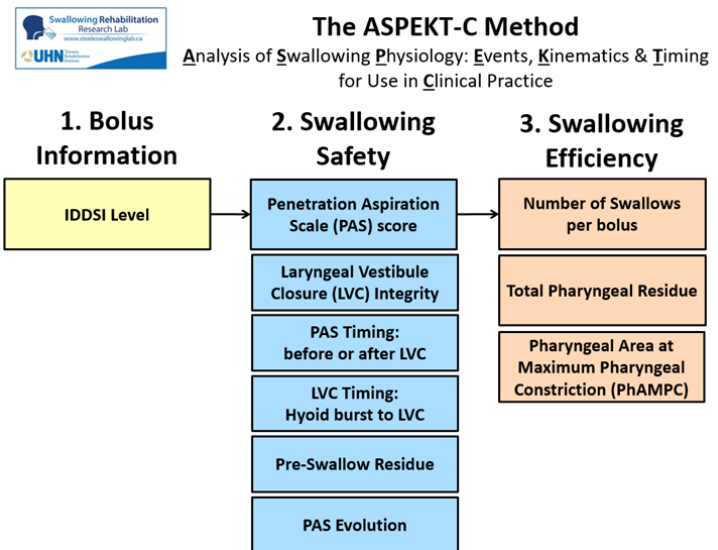 Swallowing Rehabilitation
Research Lab
www.steeleswallowinglab.ca
UHN
The ASPEKT-C Method
Analysis of Swallowing Physiology: Events, Kinematics & Timing
for Use in Clinical Practice
1. Bolus
Information
IDDSI Level
2. Swallowing
Safety
Penetration Aspiration
Scale (PAS) score
Laryngeal Vestibule
Closure (LVC) Integrity
PAS Timing:
before or after LVC
LVC Timing:
Hyoid burst to LVC
Pre-Swallow Residue
PAS Evolution
3. Swallowing
Efficiency
Number of Swallows
per bolus
Total Pharyngeal Residue
Pharyngeal Area at
Maximum Pharyngeal
Constriction (PhAMPC)